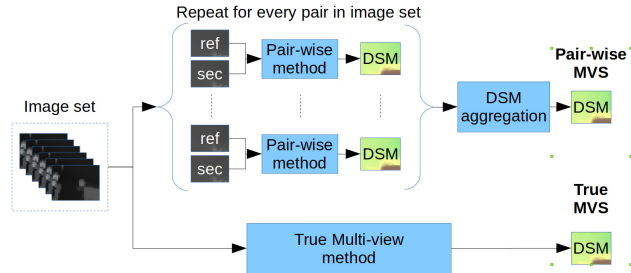 Repeat for every pair in image set
ref
sec
Pair-wise
method
DSM
Image set
ref
sec
Pair-wise
method
DSM
DSM
aggregation
Pair-wise
MVS
DSM
True Multi-view
method
True
MVS
DSM